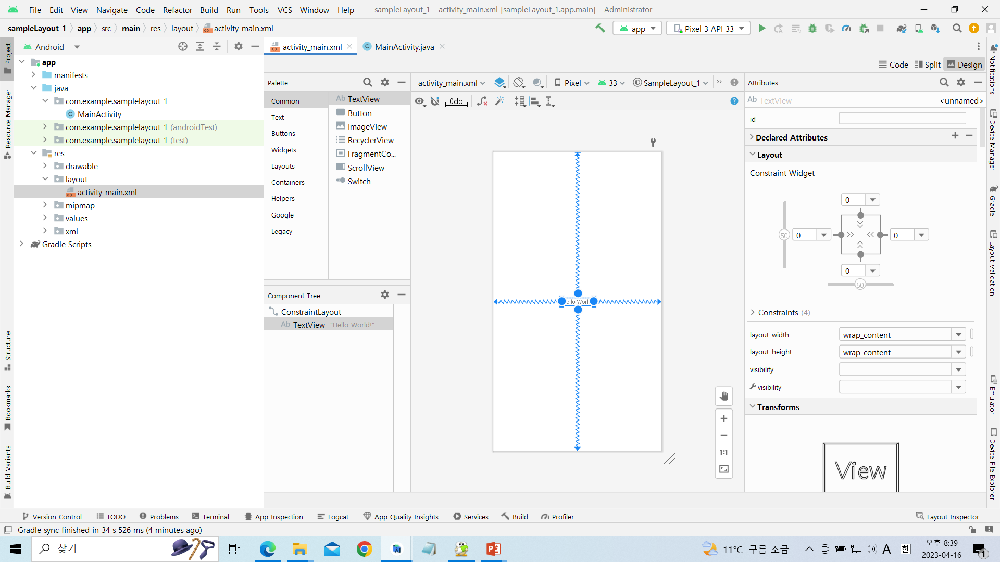 File Edit View Navigate Code Refactor Build Run Tools VCS Window Help sampleLayout_1 - activity_main.xml [sampleLayout_1.app.main] - Administrator
sampleLayout_1 app src main res layout activity_main.xml app Pixel 3 API 33
Project
Resource Manager
Structure
Bookmarks
Build Variants
Android
app
manifests
java
com.example.samplelayout_1
MainActivity
com.example.samplelayout_1 (androidTest)
com.example.samplelayout_1 (test)
res
drawable
layout
activity_main.xml
mipmap
values
xml
Gradle Scripts
activity_main.xml MainActivity.java
Code Split Design
Palette
Common
Text
Buttons
Widgets
Layouts
Containers
Helpers
Google
Legacy
Ab TextView
Button
ImageView
RecyclerView
FragmentCo...
ScrollView
Switch
Component Tree
ConstraintLayout
Ab TextView "Hello World!"
activity_main.xml Pixel 33 SampleLayout_1
0dp
ello Worl
1:1
Attributes
Ab TextView <unnamed>
id
Declared Attributes
Layout
Constraint Widget
0
50 0 0
0
50
Constraints (4)
layout_width wrap_content
layout_height wrap_content
visibility
visibility
Transforms
View
Notifications
Device Manager
Gradle
Layout Validation
Emulator
Device File Explorer
Version Control TODO Problems Terminal App Inspection Logcat App Quality Insights Services Build Profiler Layout Inspector
Gradle sync finished in 34 s 526 ms (4 minutes ago)
찾기 11°C 구름 조금 A 한 오후 8:39
2023-04-16
1